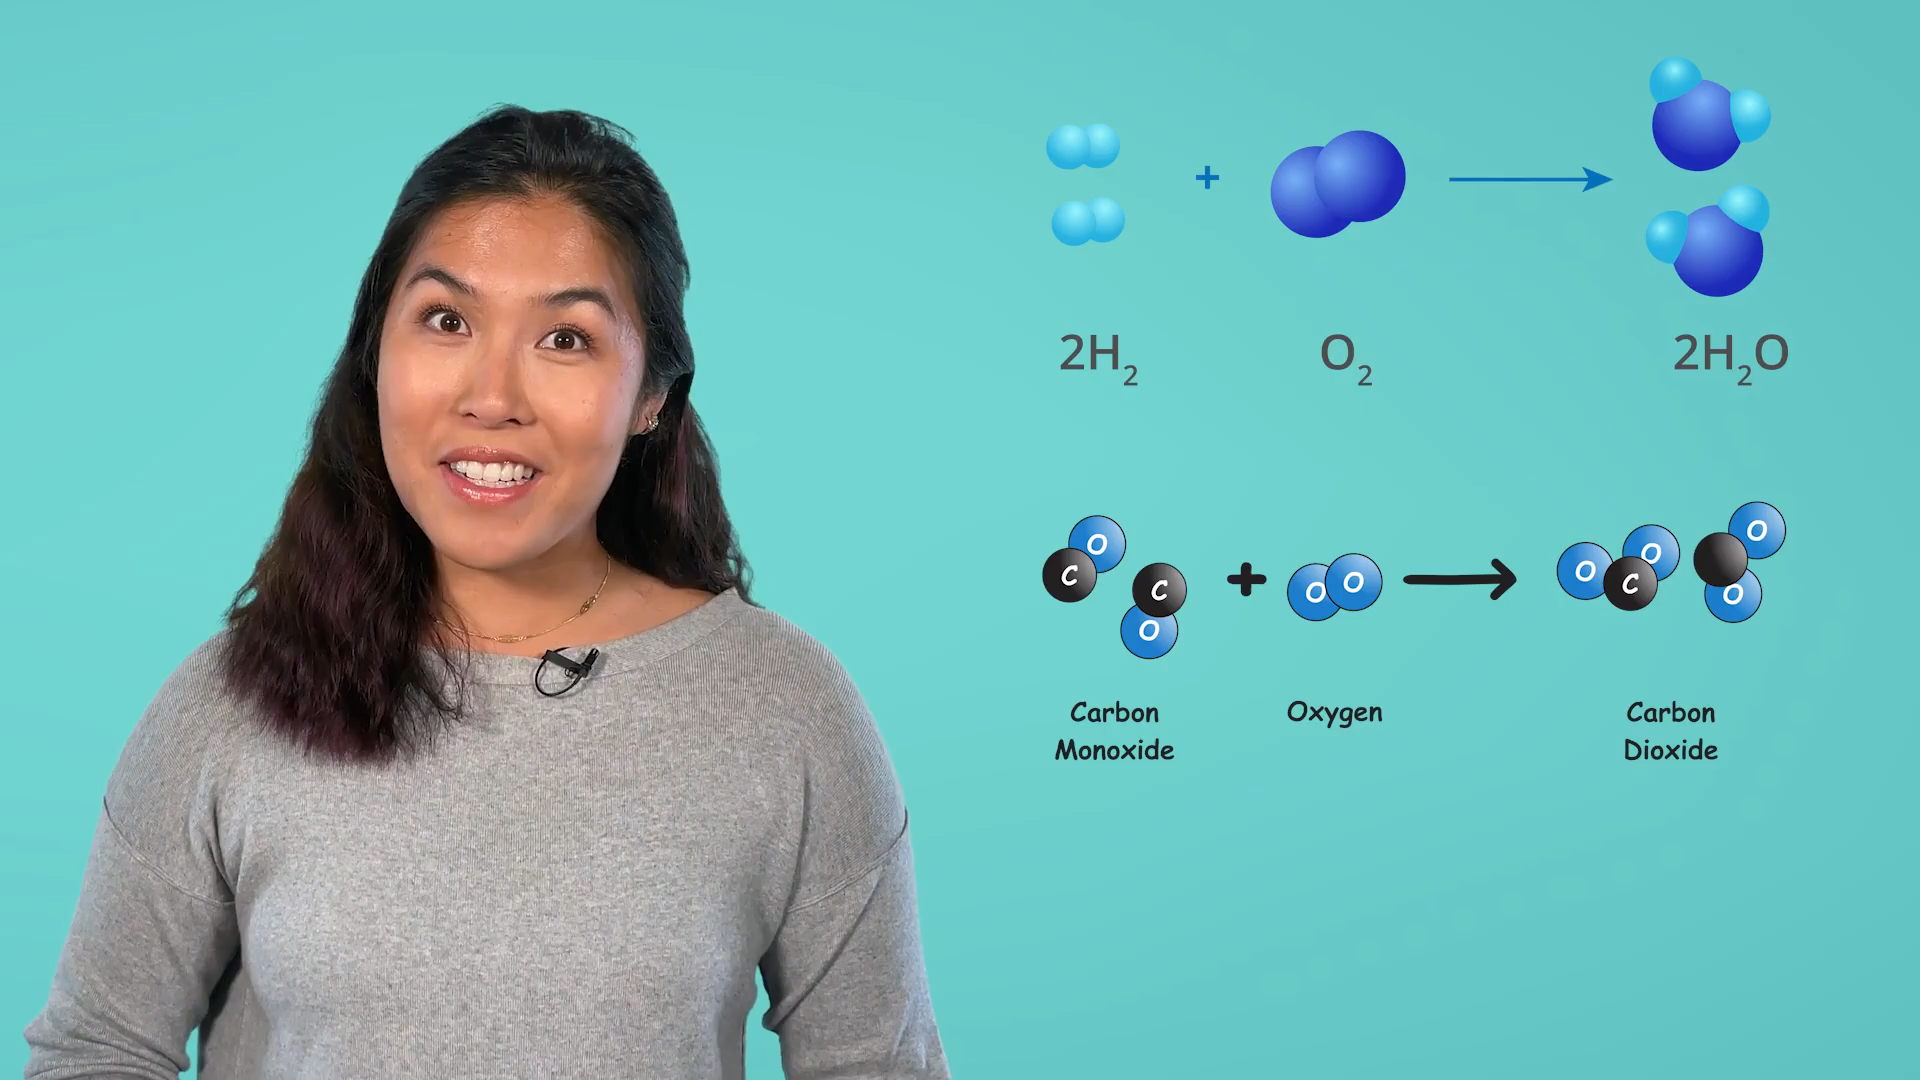 +
2H₂ O₂ 2H₂O
O O O O
C C + O O O C
O O
Carbon Monoxide
Oxygen
Carbon Dioxide